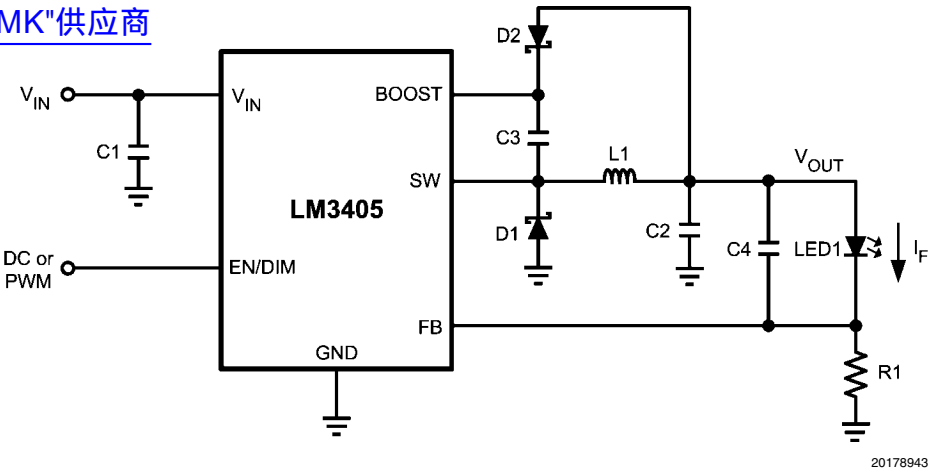 MK"供应商
D2
V_IN
V_IN
BOOST
C1
C3
SW
L1
V_OUT
LM3405
D1
C2
C4
LED1
I_F
DC or
PWM
EN/DIM
FB
GND
R1
20178943